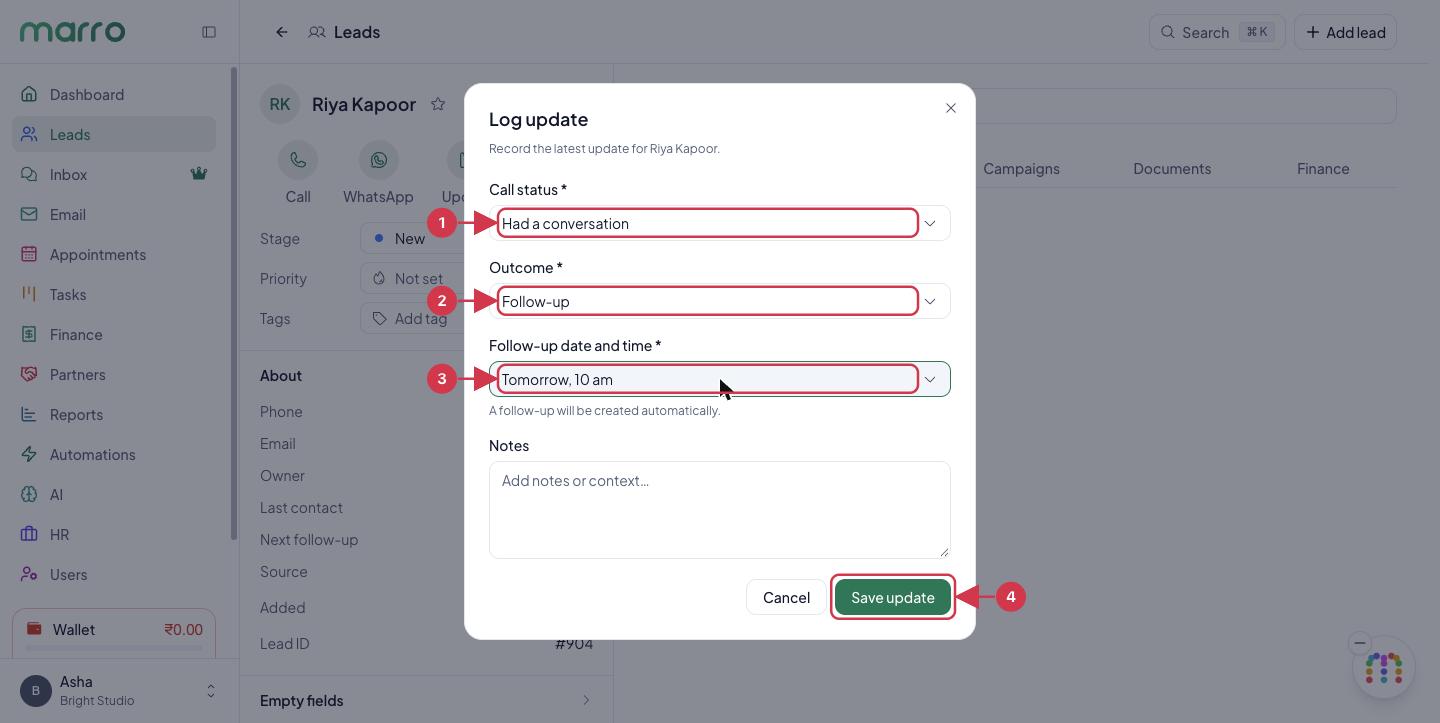 marro
Leads
Search
⌘ K
Add lead
Dashboard
Leads
Inbox
Email
Appointments
Tasks
Finance
Partners
Reports
Automations
AI
HR
Users
Wallet ₹0.00
B
Asha
Bright Studio
RK
Riya Kapoor
Call
WhatsApp
Stage
New
Priority
Not set
Tags
Add tag
About
Phone
Email
Owner
Last contact
Next follow-up
Source
Added
Lead ID
#904
Empty fields
Campaigns
Documents
Finance
Log update
Record the latest update for Riya Kapoor.
Call status *
1
Had a conversation
Outcome *
2
Follow-up
Follow-up date and time *
3
Tomorrow, 10 am
A follow-up will be created automatically.
Notes
Add notes or context...
Cancel
Save update
4